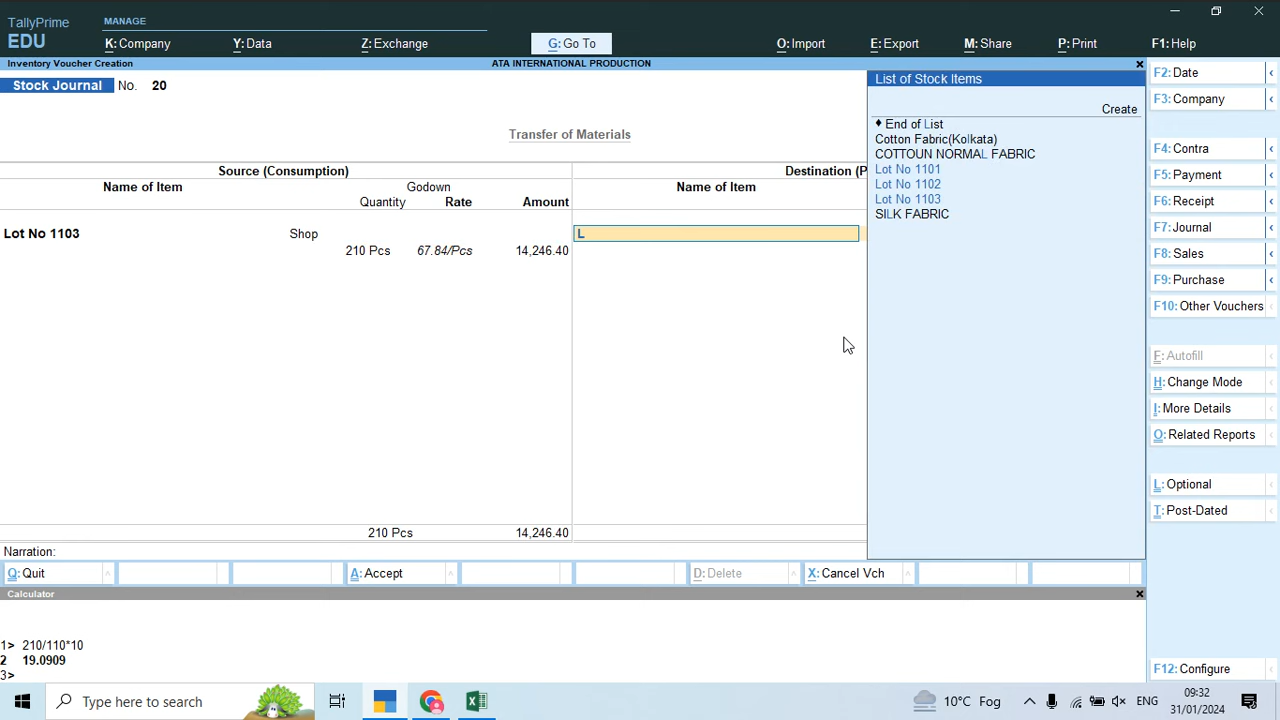 TallyPrime
EDU
MANAGE
K: Company
Y: Data
Z: Exchange
G: Go To
O: Import
E: Export
M: Share
P: Print
F1: Help
Inventory Voucher Creation
ATA INTERNATIONAL PRODUCTION
Stock Journal No. 20
Transfer of Materials
Source (Consumption)
Destination (P
Name of Item
Godown
Name of Item
Quantity
Rate
Amount
Lot No 1103
Shop
L
210 Pcs
67.84/Pcs
14,246.40
210 Pcs
14,246.40
Narration:
List of Stock Items
Create
End of List
Cotton Fabric(Kolkata)
COTTOUN NORMAL FABRIC
Lot No 1101
Lot No 1102
Lot No 1103
SILK FABRIC
F2: Date
F3: Company
F4: Contra
F5: Payment
F6: Receipt
F7: Journal
F8: Sales
F9: Purchase
F10: Other Vouchers
F: Autofill
H: Change Mode
I: More Details
O: Related Reports
L: Optional
T: Post-Dated
F12: Configure
Q: Quit
A: Accept
D: Delete
X: Cancel Vch
Calculator
1> 210/110*10
2 19.0909
3>
Type here to search
10°C Fog
ENG
09:32
31/01/2024